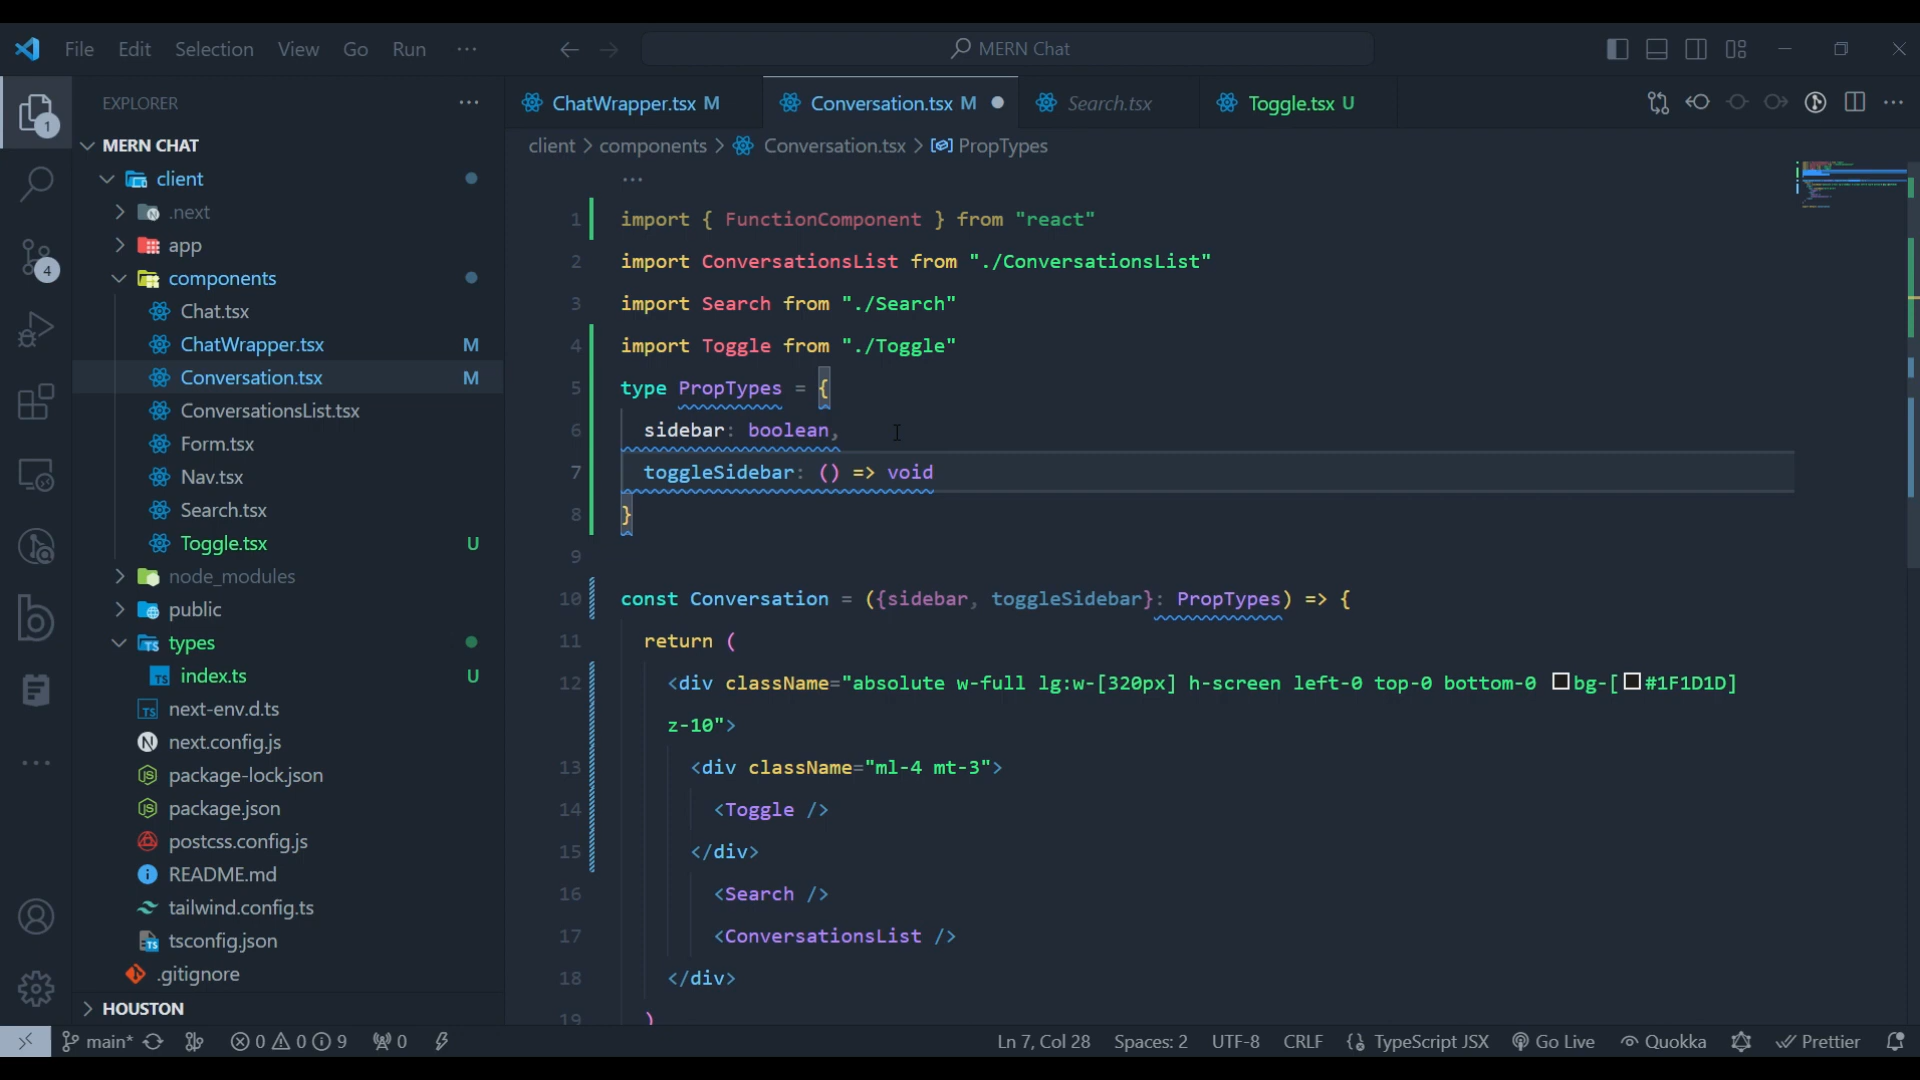 File Edit Selection View Go Run ···
MERN Chat
EXPLORER ···
MERN CHAT
client
.next
app
components
Chat.tsx
ChatWrapper.tsx M
Conversation.tsx M
ConversationsList.tsx
Form.tsx
Nav.tsx
Search.tsx
Toggle.tsx U
node_modules
public
types
index.ts U
next-env.d.ts
next.config.js
package-lock.json
package.json
postcss.config.js
README.md
tailwind.config.ts
tsconfig.json
.gitignore
HOUSTON
1
4
ChatWrapper.tsx M
Conversation.tsx M
Search.tsx
Toggle.tsx U
client > components > Conversation.tsx > PropTypes
···
1 import { FunctionComponent } from "react"
2 import ConversationsList from "./ConversationsList"
3 import Search from "./Search"
4 import Toggle from "./Toggle"
5 type PropTypes = {
6 sidebar: boolean,
7 toggleSidebar: () => void
8 }
9
10 const Conversation = ({sidebar, toggleSidebar}: PropTypes) => {
11 return (
12 <div className="absolute w-full lg:w-[320px] h-screen left-0 top-0 bottom-0 bg-[#1F1D1D]
z-10">
13 <div className="ml-4 mt-3">
14 <Toggle />
15 </div>
16 <Search />
17 <ConversationsList />
18 </div>
19 )
main* 0 0 9 0 Ln 7, Col 28 Spaces: 2 UTF-8 CRLF {} TypeScript JSX Go Live Quokka Prettier